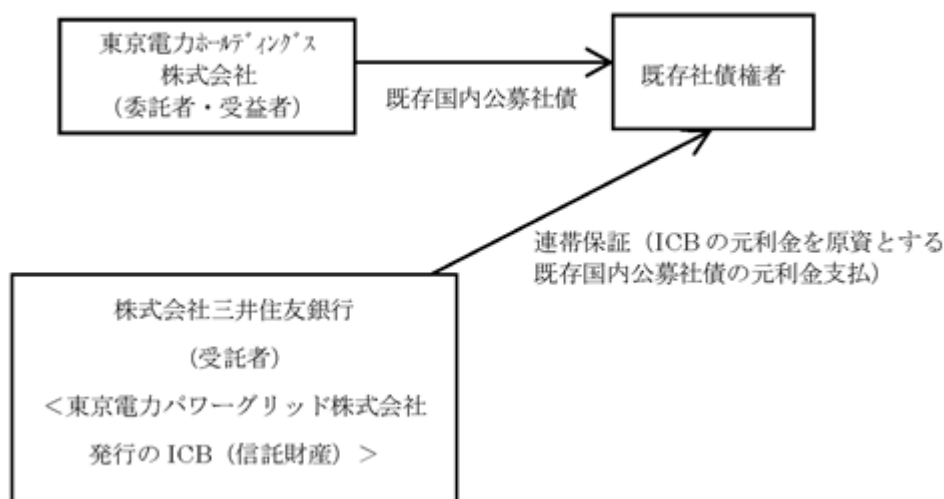 東京電力ﾎｰﾙﾃﾞｨﾝｸﾞｽ
株式会社
(委託者・受益者)
既存国内公募社債
既存社債権者
連帯保証（ICB の元利金を原資とする
既存国内公募社債の元利金支払）
株式会社三井住友銀行
(受託者)
＜東京電力パワーグリッド株式会社
発行の ICB（信託財産）＞